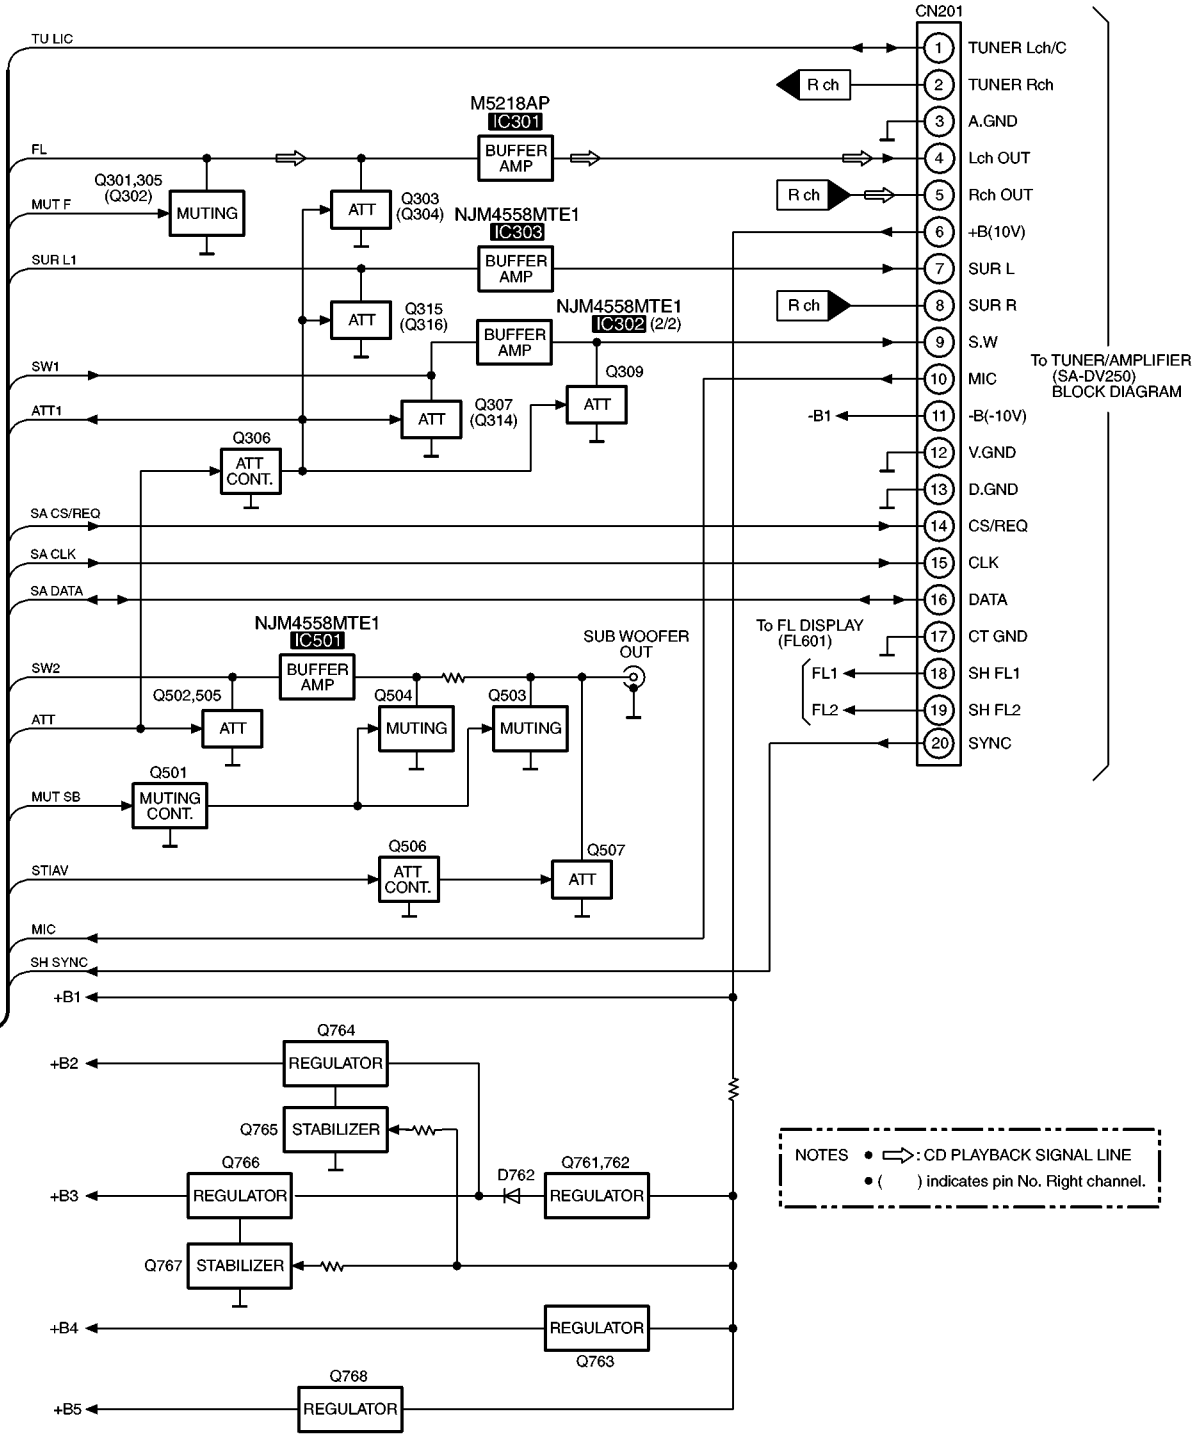 CN201
TU LIC
1 TUNER Lch/C
R ch
2 TUNER Rch
M5218AP
IC301
3 A.GND
FL
BUFFER
AMP
4 Lch OUT
Q301,305
(Q302)
MUT F
MUTING
ATT
Q303
(Q304)
R ch
5 Rch OUT
NJM4558MTE1
IC303
6 +B(10V)
SUR L1
BUFFER
AMP
7 SUR L
ATT
Q315
(Q316)
NJM4558MTE1
IC302 (2/2)
R ch
8 SUR R
BUFFER
AMP
9 S.W
To TUNER/AMPLIFIER
(SA-DV250)
BLOCK DIAGRAM
SW1
Q309
10 MIC
ATT
ATT1
ATT
Q307
(Q314)
-B1
11 -B(-10V)
Q306
ATT
CONT.
12 V.GND
13 D.GND
SA CS/REQ
14 CS/REQ
SA CLK
15 CLK
SA DATA
16 DATA
NJM4558MTE1
IC501
SUB WOOFER
OUT
To FL DISPLAY
(FL601)
17 CT GND
SW2
BUFFER
AMP
FL1
18 SH FL1
Q502,505
Q504
Q503
FL2
19 SH FL2
ATT
ATT
MUTING
MUTING
20 SYNC
Q501
MUT SB
MUTING
CONT.
Q506
Q507
STIAV
ATT
CONT.
ATT
MIC
SH SYNC
+B1
Q764
+B2
REGULATOR
Q765
STABILIZER
Q766
D762
Q761,762
+B3
REGULATOR
REGULATOR
Q767
STABILIZER
NOTES ● : CD PLAYBACK SIGNAL LINE
● ( ) indicates pin No. Right channel.
+B4
REGULATOR
Q763
Q768
+B5
REGULATOR